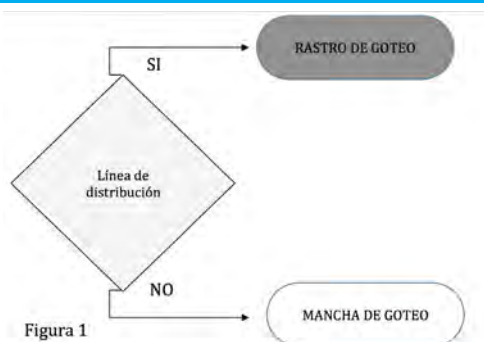 SI
RASTRO DE GOTEO
Línea de
distribución
NO
MANCHA DE GOTEO
Figura 1